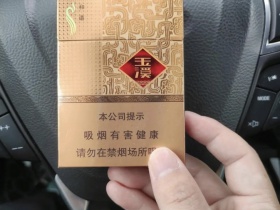 玉溪
本公司提示
吸烟有害健康
请勿在禁烟场所吸